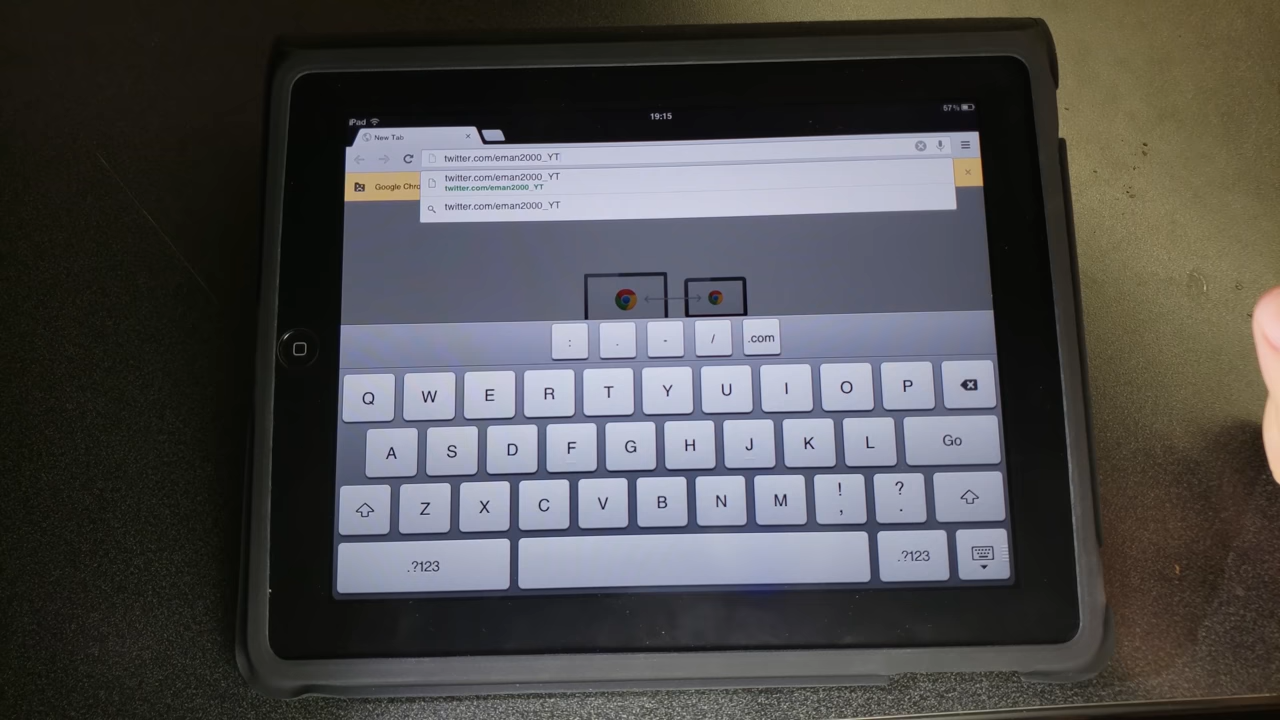 iPad 19:15 57%
New Tab
twitter.com/eman2000_YT
twitter.com/eman2000_YT
twitter.com/eman2000_YT
Google Chro
twitter.com/eman2000_YT
: . - / .com
Q W E R T Y U I O P
A S D F G H J K L Go
Z X C V B N M ! , ? .
.?123 .?123